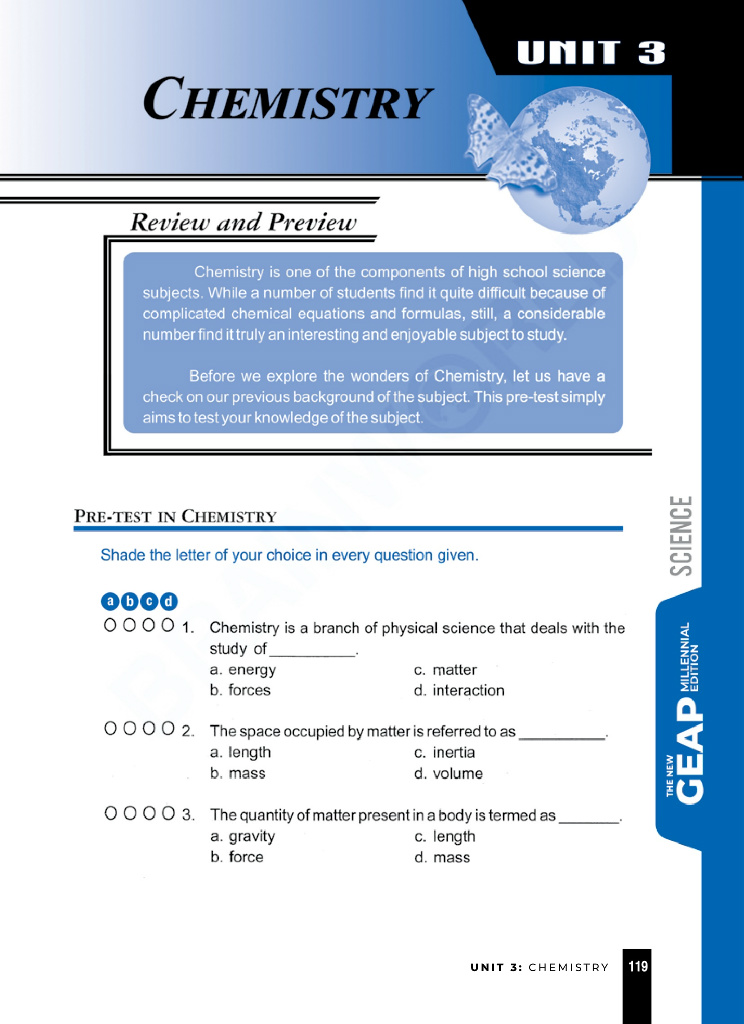 UNIT 3
CHEMISTRY
Review and Preview
Chemistry is one of the components of high school science
subjects. While a number of students find it quite difficult because of
complicated chemical equations and formulas, still, a considerable
number find it truly an interesting and enjoyable subject to study.
Before we explore the wonders of Chemistry, let us have a
check on our previous background of the subject. This pre-test simply
aims to test your knowledge of the subject.
PRE-TEST IN CHEMISTRY
Shade the letter of your choice in every question given.
a b c d
O O O O 1. Chemistry is a branch of physical science that deals with the
study of __________.
a. energy c. matter
b. forces d. interaction
O O O O 2. The space occupied by matter is referred to as __________.
a. length c. inertia
b. mass d. volume
O O O O 3. The quantity of matter present in a body is termed as _______.
a. gravity c. length
b. force d. mass
SCIENCE
THE NEW
GEAP
MILLENNIAL
EDITION
UNIT 3: CHEMISTRY 119